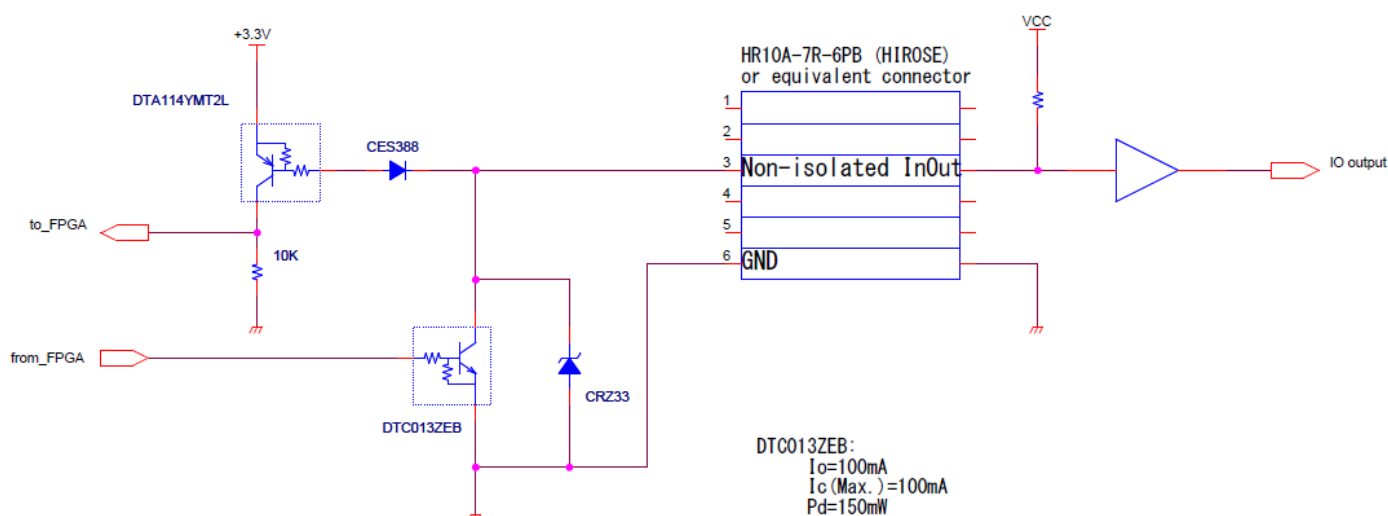 +3.3V
VCC
HR10A-7R-6PB (HIROSE)
or equivalent connector
DTA114YMT2L
CES388
1
2
3 Non-isolated InOut
4
5
6 GND
IO output
to_FPGA
10K
from_FPGA
CRZ33
DTC013ZEB
DTC013ZEB:
Io=100mA
Ic(Max.)=100mA
Pd=150mW